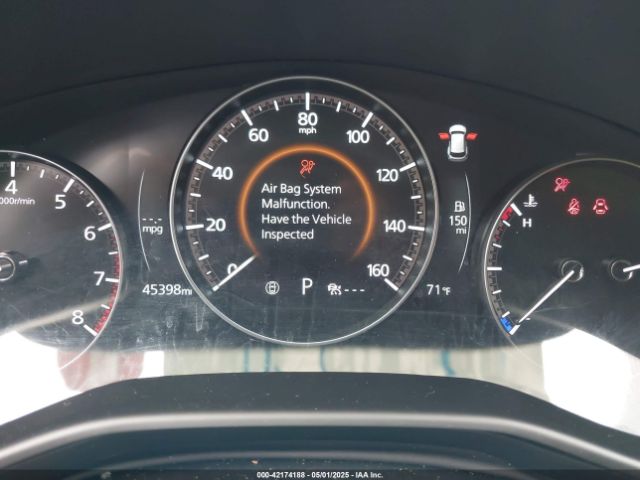 80
mph
60
100
40
120
20
140
0
160
Air Bag System
Malfunction.
Have the Vehicle
Inspected
4
000r/min
5
6
7
8
---
mpg
45398mi
P
---
71°F
150
mi
H
000-42174188 - 05/01/2025 - IAA Inc.